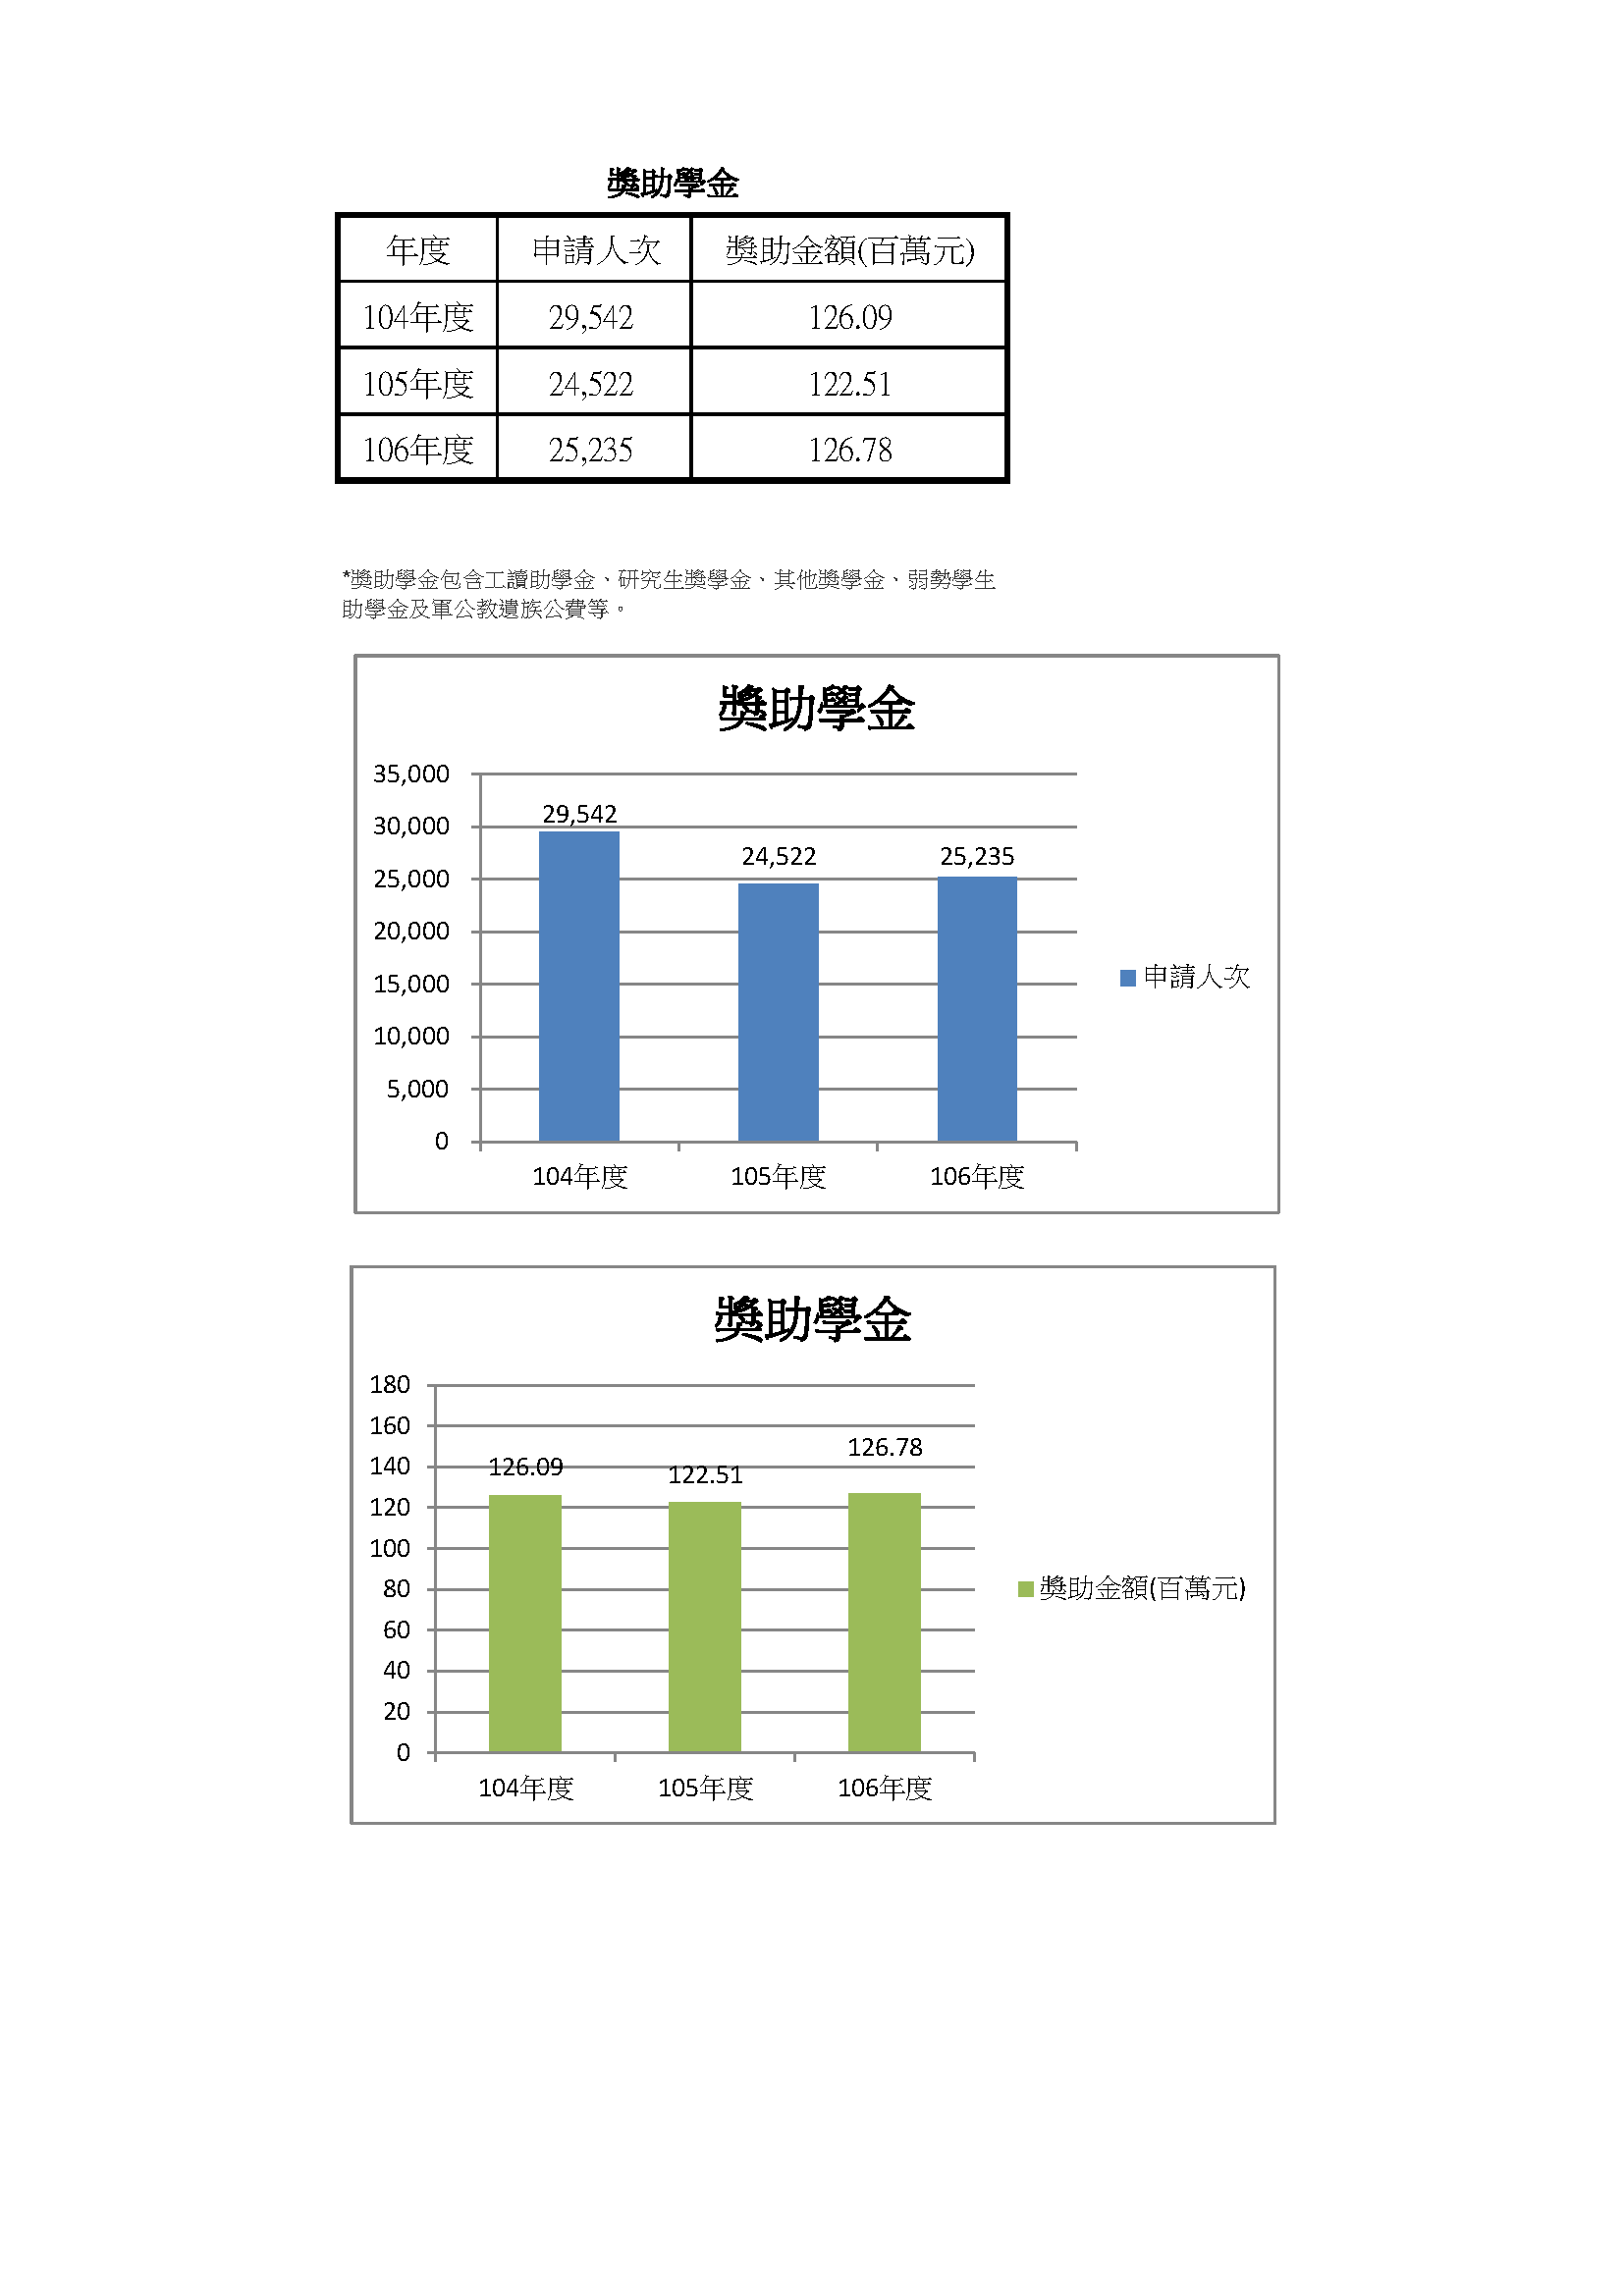 獎助學金
年度 申請人次 獎助金額(百萬元)
104年度 29,542 126.09
105年度 24,522 122.51
106年度 25,235 126.78
*獎助學金包含工讀助學金、研究生獎學金、其他獎學金、弱勢學生
助學金及軍公教遺族公費等。
獎助學金
35,000
30,000
25,000
20,000
15,000
10,000
5,000
0
29,542
24,522
25,235
104年度 105年度 106年度
申請人次
獎助學金
180
160
140
120
100
80
60
40
20
0
126.09
122.51
126.78
104年度 105年度 106年度
獎助金額(百萬元)